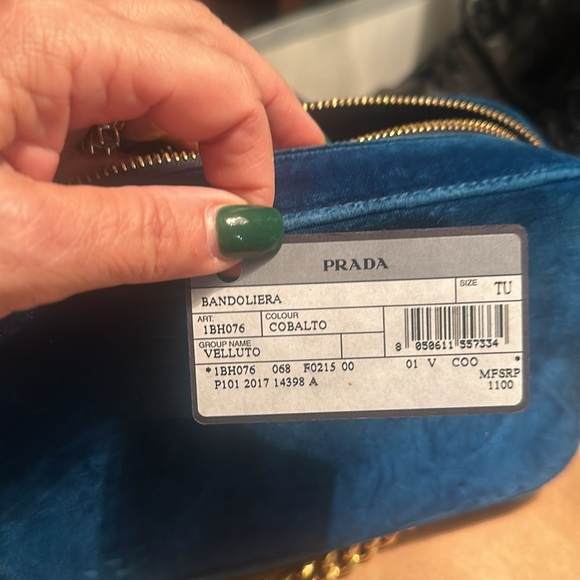 PRADA
BANDOLIERA
SIZE TU
ART. 1BH076
COLOUR COBALTO
GROUP NAME VELLUTO
8 050611 557334
*1BH076 068 F0215 00 01 V COO *
P101 2017 14398 A
MFSRP 1100